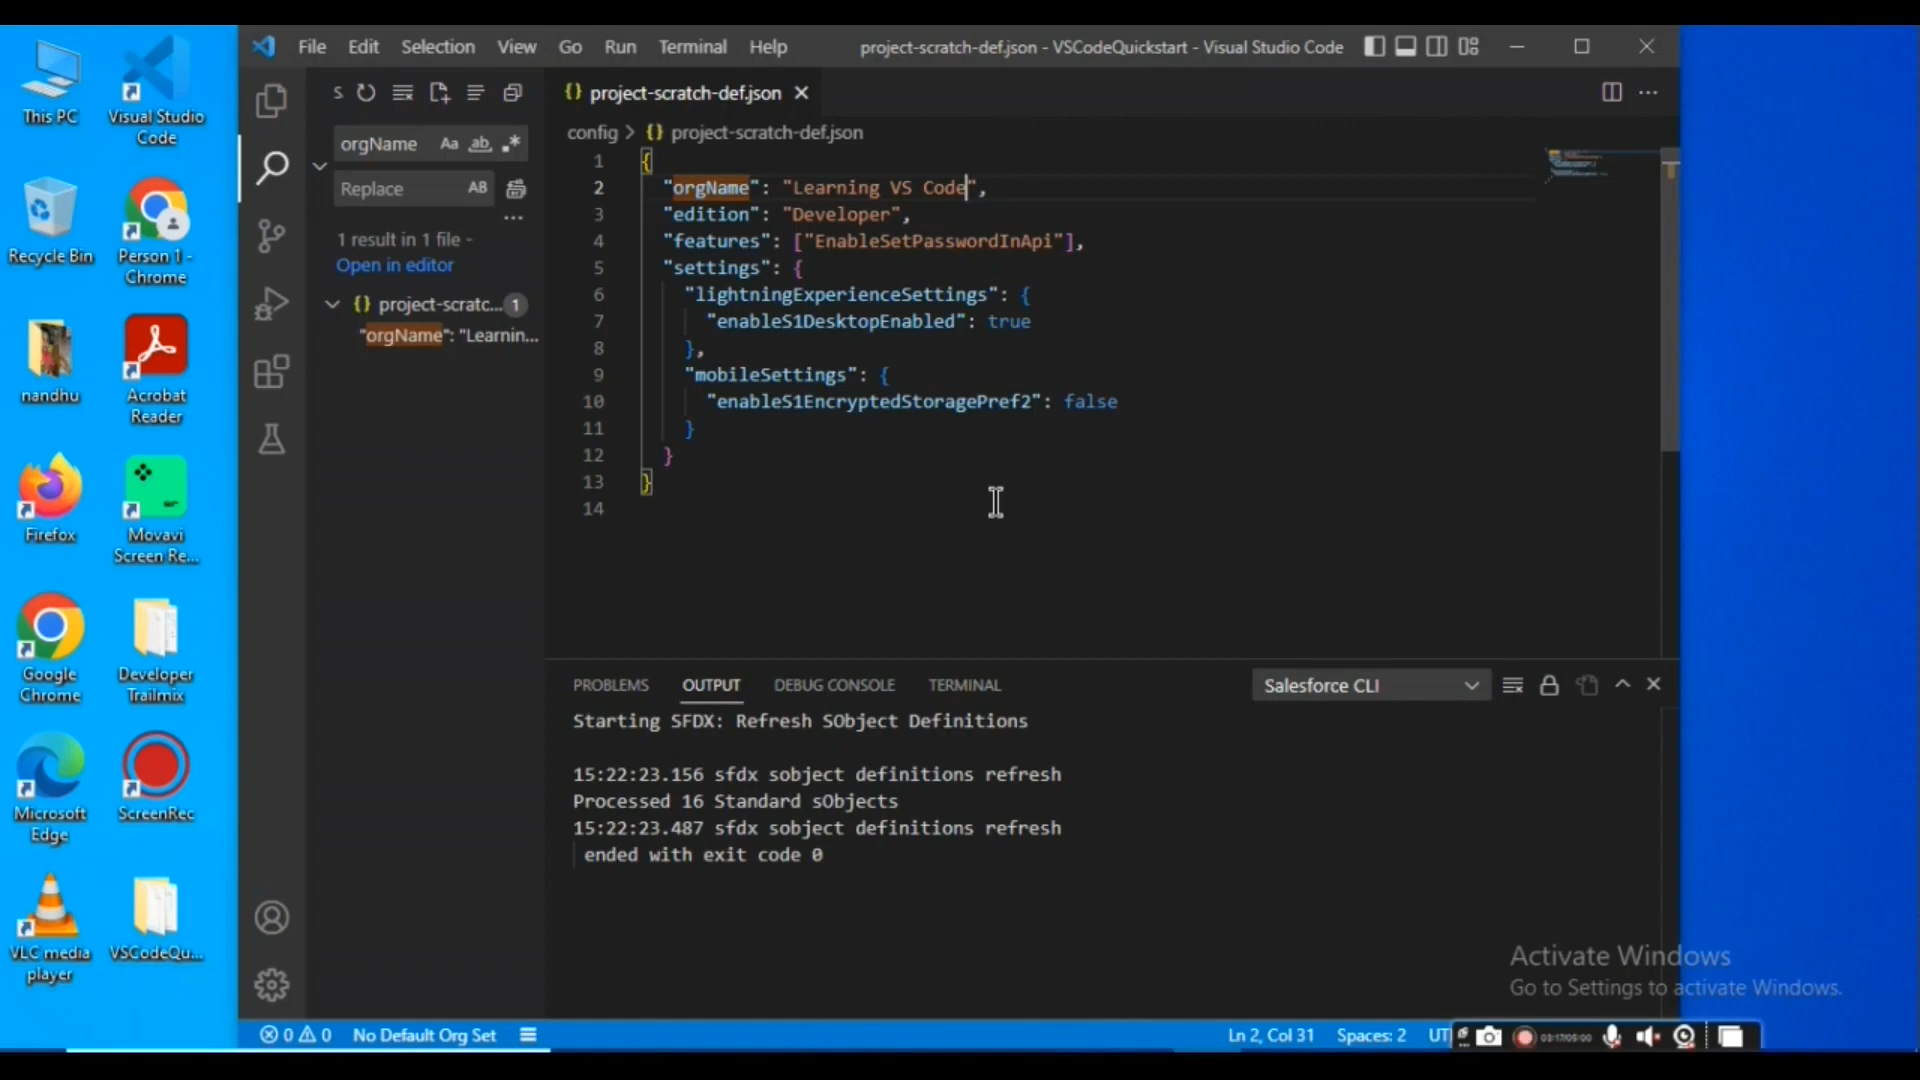 This PC
Visual Studio
Code
Recycle Bin
Person 1 -
Chrome
nandhu
Acrobat
Reader
Firefox
Movavi
Screen Re...
Google
Chrome
Developer
Trailmix
Microsoft
Edge
ScreenRec
VLC media
player
VSCodeQu...
File Edit Selection View Go Run Terminal Help
project-scratch-def.json - VSCodeQuickstart - Visual Studio Code
S
orgName
Aa ab .*
Replace
AB
...
1 result in 1 file -
Open in editor
{} project-scratc... 1
"orgName": "Learnin...
{} project-scratch-def.json
config > {} project-scratch-def.json
1 {
2 "orgName": "Learning VS Code",
3 "edition": "Developer",
4 "features": ["EnableSetPasswordInApi"],
5 "settings": {
6 "lightningExperienceSettings": {
7 "enableS1DesktopEnabled": true
8 },
9 "mobileSettings": {
10 "enableS1EncryptedStoragePref2": false
11 }
12 }
13 }
14
PROBLEMS OUTPUT DEBUG CONSOLE TERMINAL
Salesforce CLI
Starting SFDX: Refresh SObject Definitions
15:22:23.156 sfdx sobject definitions refresh
Processed 16 Standard sObjects
15:22:23.487 sfdx sobject definitions refresh
ended with exit code 0
Activate Windows
Go to Settings to activate Windows.
0 0 No Default Org Set
Ln 2, Col 31 Spaces: 2